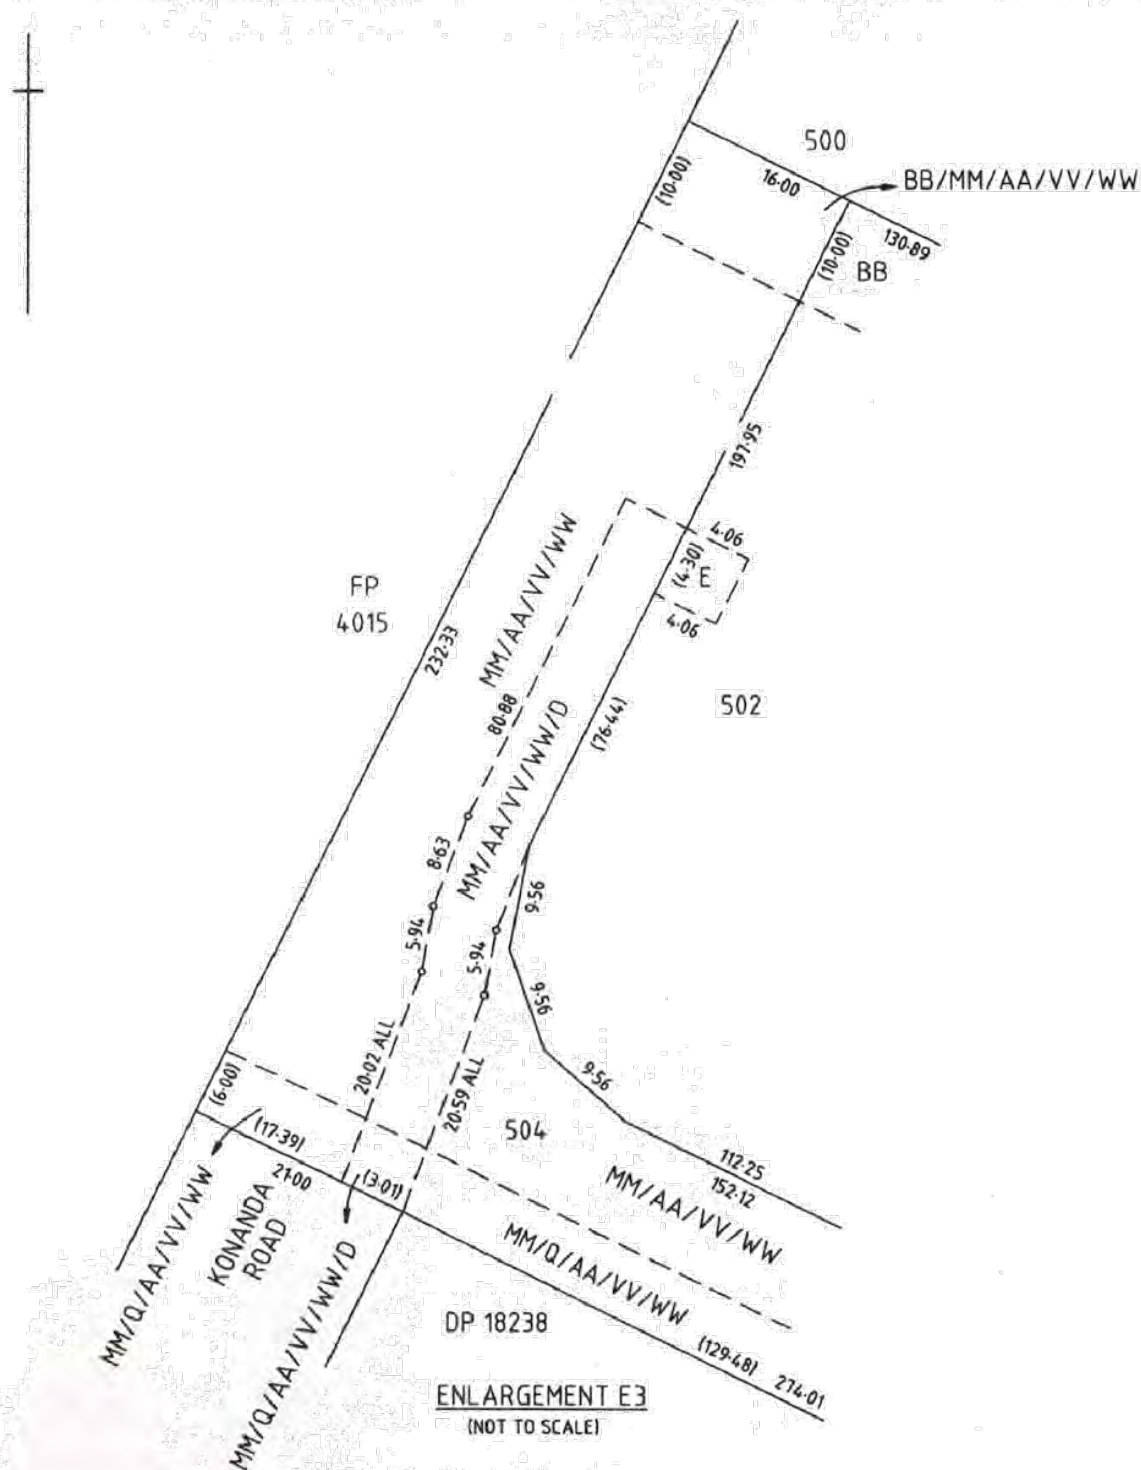 500
BB/MM/AA/VV/WW
(10·00)
16·00
130·89
(10·00)
BB
197·95
MM/AA/VV/WW
4·06
(4·30)
E
4·06
FP
4015
232·33
80·88
502
MM/AA/VV/WW/D
(76·44)
8·63
9·56
5·94
5·94
9·56
20·02 ALL
9·56
20·59 ALL
(6·00)
504
(17·39)
21·00
(3·01)
112·25
152·12
MM/AA/VV/WW
MM/Q/AA/VV/WW
KONANDA
ROAD
MM/Q/AA/VV/WW/D
MM/Q/AA/VV/WW
DP 18238
(129·48)
274·01
ENLARGEMENT E3
(NOT TO SCALE)